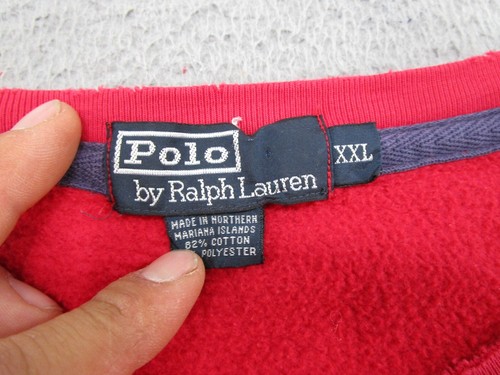 Polo
by Ralph Lauren
XXL
MADE IN NORTHERN
MARIANA ISLANDS
82% COTTON
POLYESTER